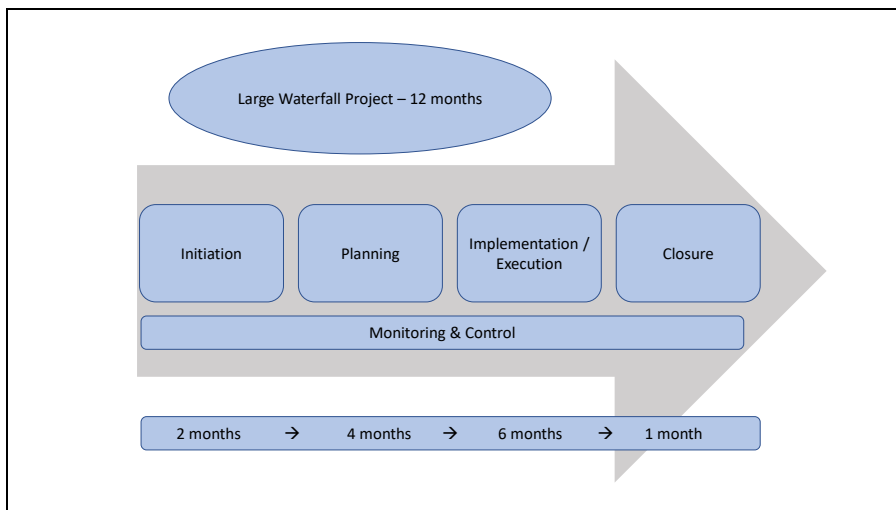 Large Waterfall Project – 12 months
Initiation
Planning
Implementation /
Execution
Closure
Monitoring & Control
2 months → 4 months → 6 months → 1 month